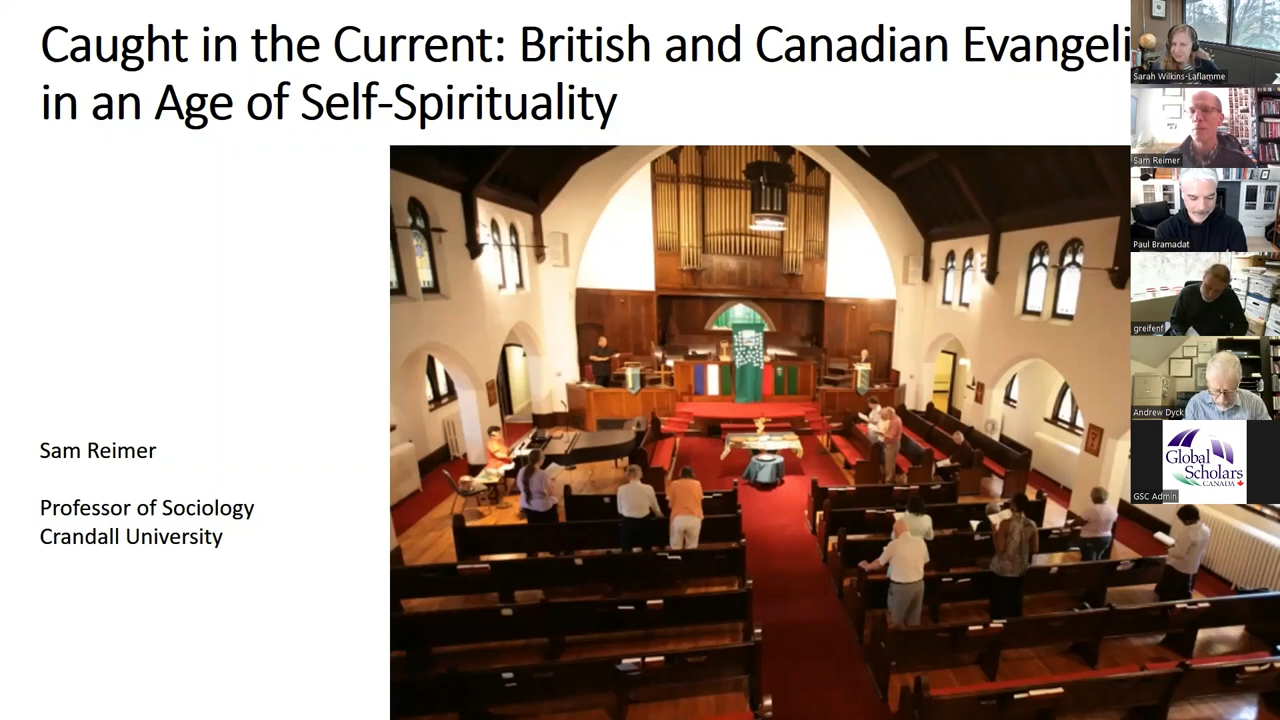 Caught in the Current: British and Canadian Evangeli
in an Age of Self-Spirituality
Sam Reimer
Professor of Sociology
Crandall University
Sarah Wilkins-Laflamme
Sam Reimer
Paul Bramadat
greifenf
Andrew Dyck
Global
Scholars
CANADA
GSC Admin